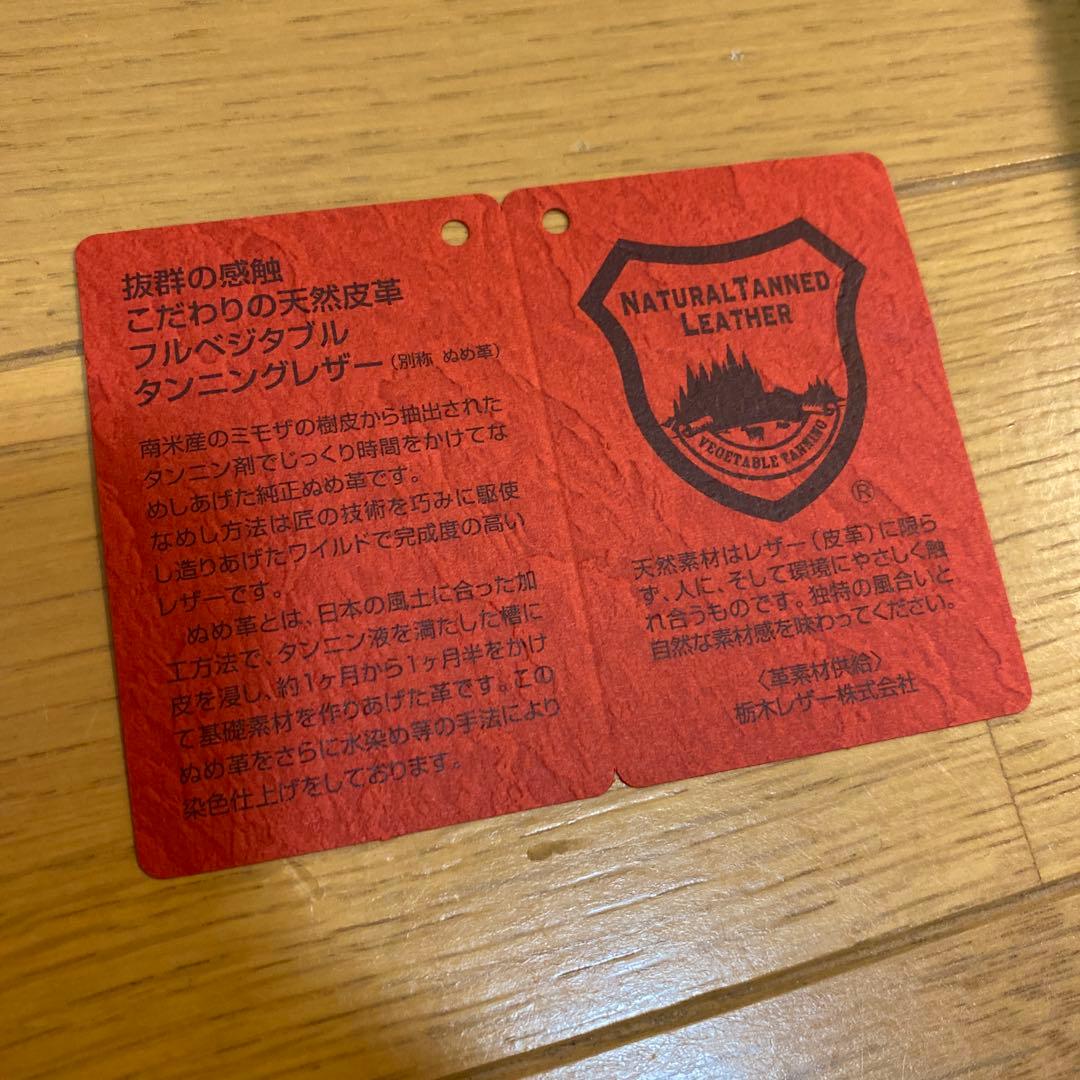 抜群の感触
こだわりの天然皮革
フルベジタブル
タンニングレザー(別称 ぬめ革)
南米産のミモザの樹皮から抽出された
タンニン剤でじっくり時間をかけてな
めしあげた純正ぬめ革です。
なめし方法は匠の技術を巧みに駆使
し造りあげたワイルドで完成度の高い
レザーです。
ぬめ革とは、日本の風土に合った加
工方法で、タンニン液を満たした槽に
皮を浸し、約1ヶ月から1ヶ月半をかけ
て基礎素材を作りあげた革です。この
ぬめ革をさらに水染め等の手法により
染色仕上げをしております。
NATURAL TANNED
LEATHER
VEGETABLE TANNING
®
天然素材はレザー(皮革)に限ら
ず、人に、そして環境にやさしく触
れ合うものです。独特の風合いと
自然な素材感を味わってください。
〈革素材供給〉
栃木レザー株式会社